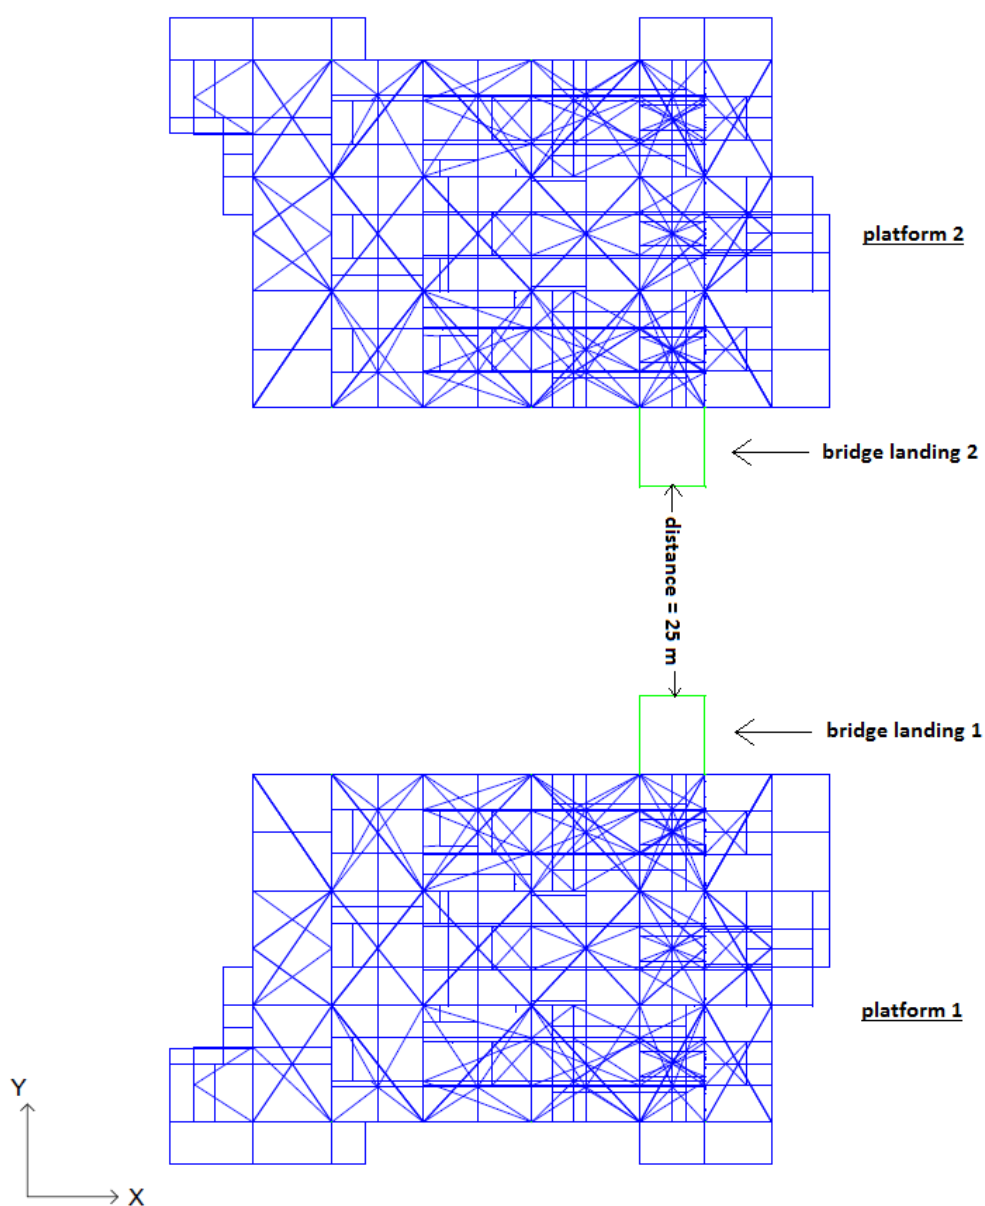 platform 2
bridge landing 2
distance = 25 m
bridge landing 1
platform 1
Y
X